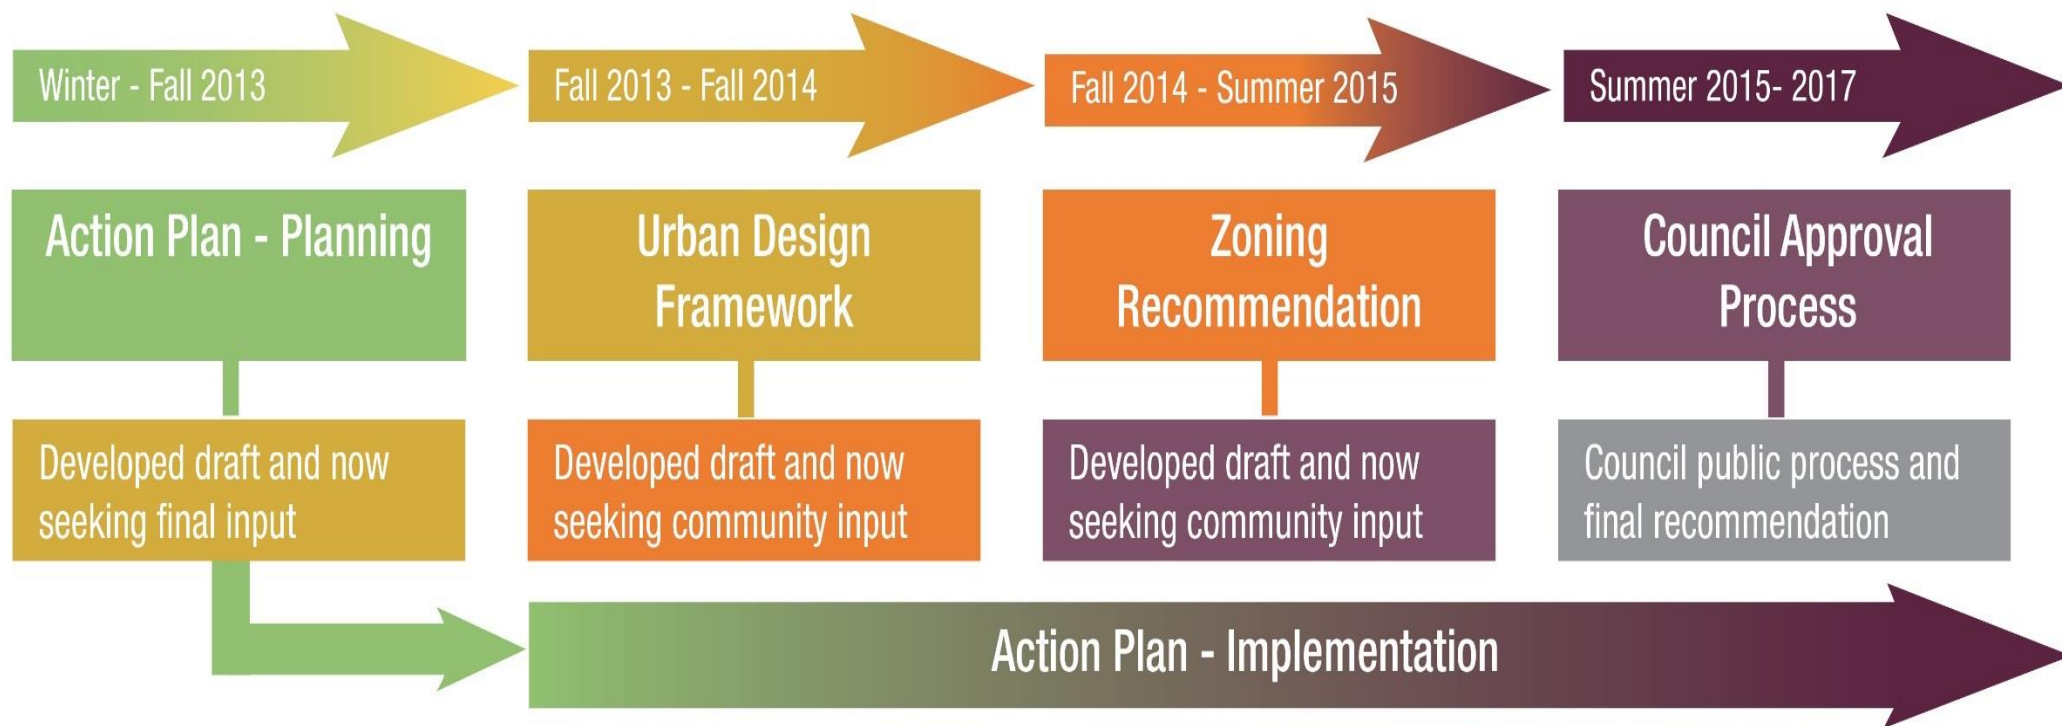 Winter - Fall 2013
Fall 2013 - Fall 2014
Fall 2014 - Summer 2015
Summer 2015- 2017
Action Plan - Planning
Urban Design
Framework
Zoning
Recommendation
Council Approval
Process
Developed draft and now
seeking final input
Developed draft and now
seeking community input
Developed draft and now
seeking community input
Council public process and
final recommendation
Action Plan - Implementation